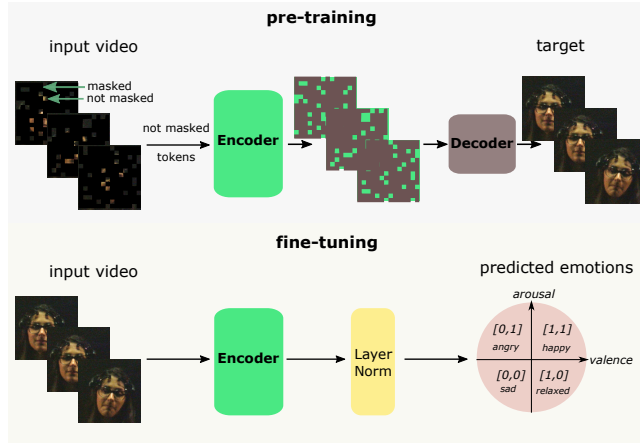 pre-training
input video
target
masked
not masked
not masked
tokens
Encoder
Decoder
fine-tuning
input video
predicted emotions
arousal
[0,1]
[1,1]
angry
happy
Encoder
Layer
Norm
valence
[0,0]
[1,0]
sad
relaxed